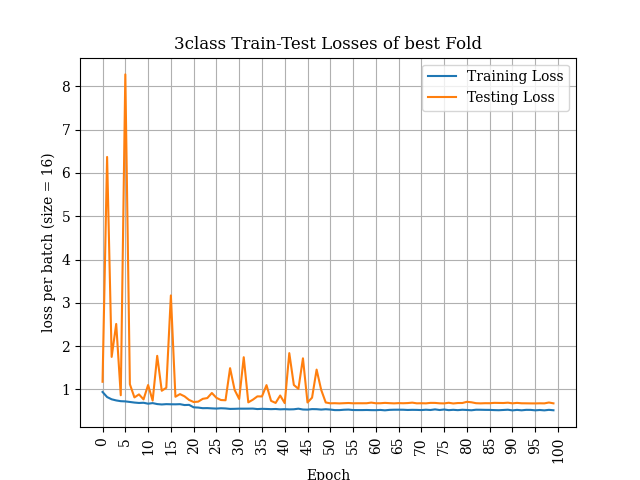 3class Train-Test Losses of best Fold
Training Loss
Testing Loss
8
7
6
5
4
3
2
1
loss per batch (size = 16)
0 5 10 15 20 25 30 35 40 45 50 55 60 65 70 75 80 85 90 95 100
Epoch